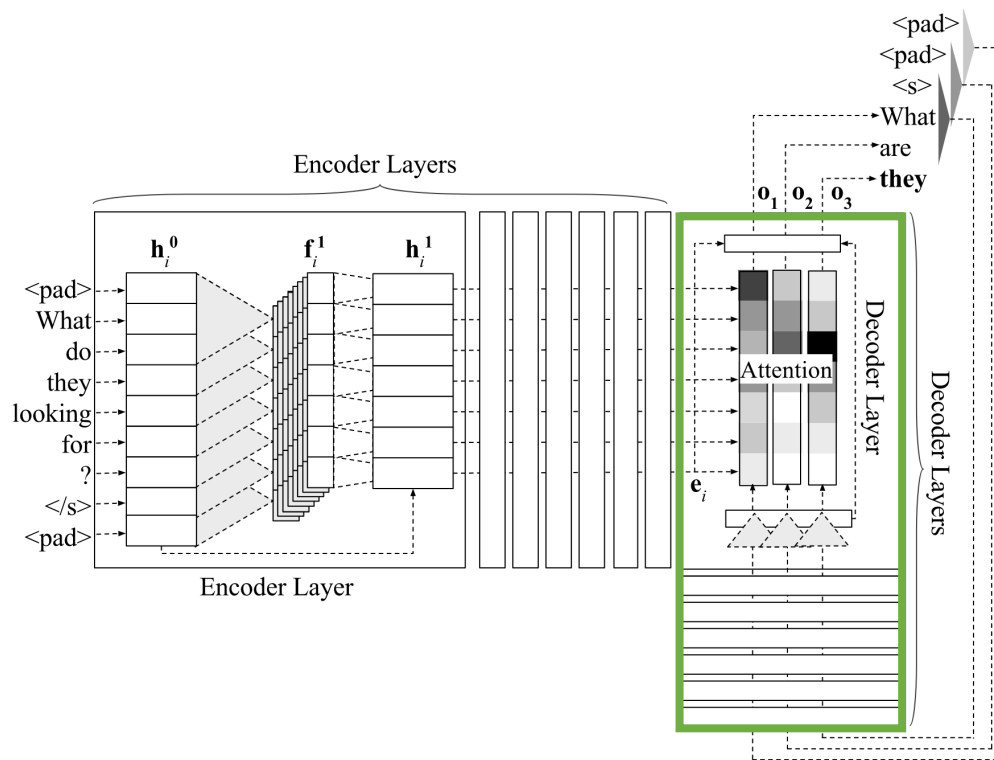 <pad>
<pad>
<s>
What
are
they
Encoder Layers
o1 o2 o3
h_i^0 f_i^1 h_i^1
<pad>
What
do
they
looking
for
?
</s>
<pad>
Attention
Decoder Layer
Decoder Layers
e_i
Encoder Layer